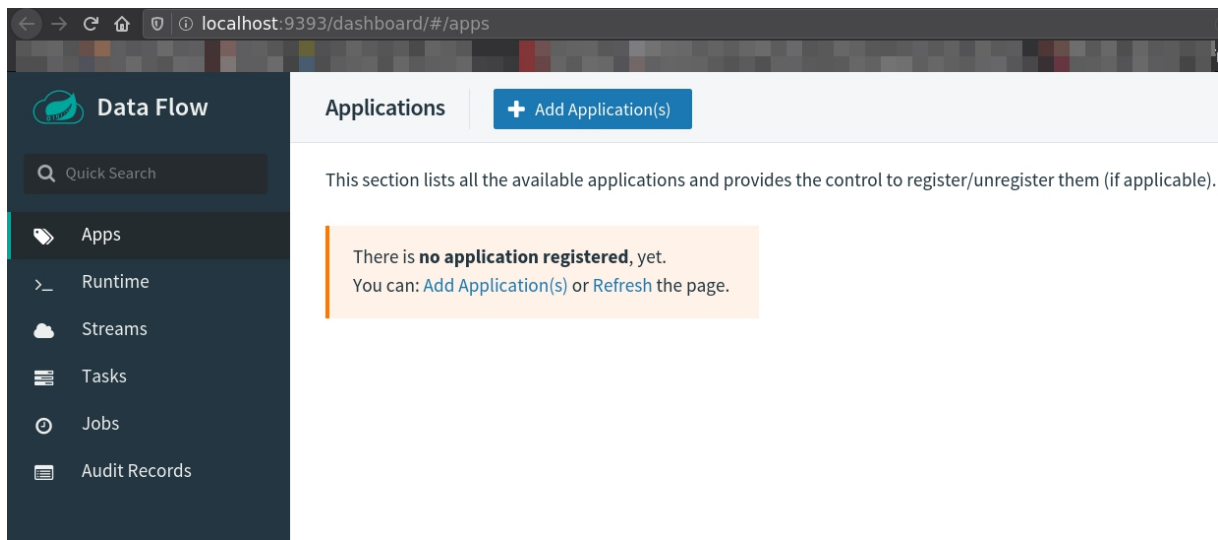 localhost:9393/dashboard/#/apps
Data Flow
Quick Search
Apps
Runtime
Streams
Tasks
Jobs
Audit Records
Applications
Add Application(s)
This section lists all the available applications and provides the control to register/unregister them (if applicable).
There is no application registered, yet.
You can: Add Application(s) or Refresh the page.